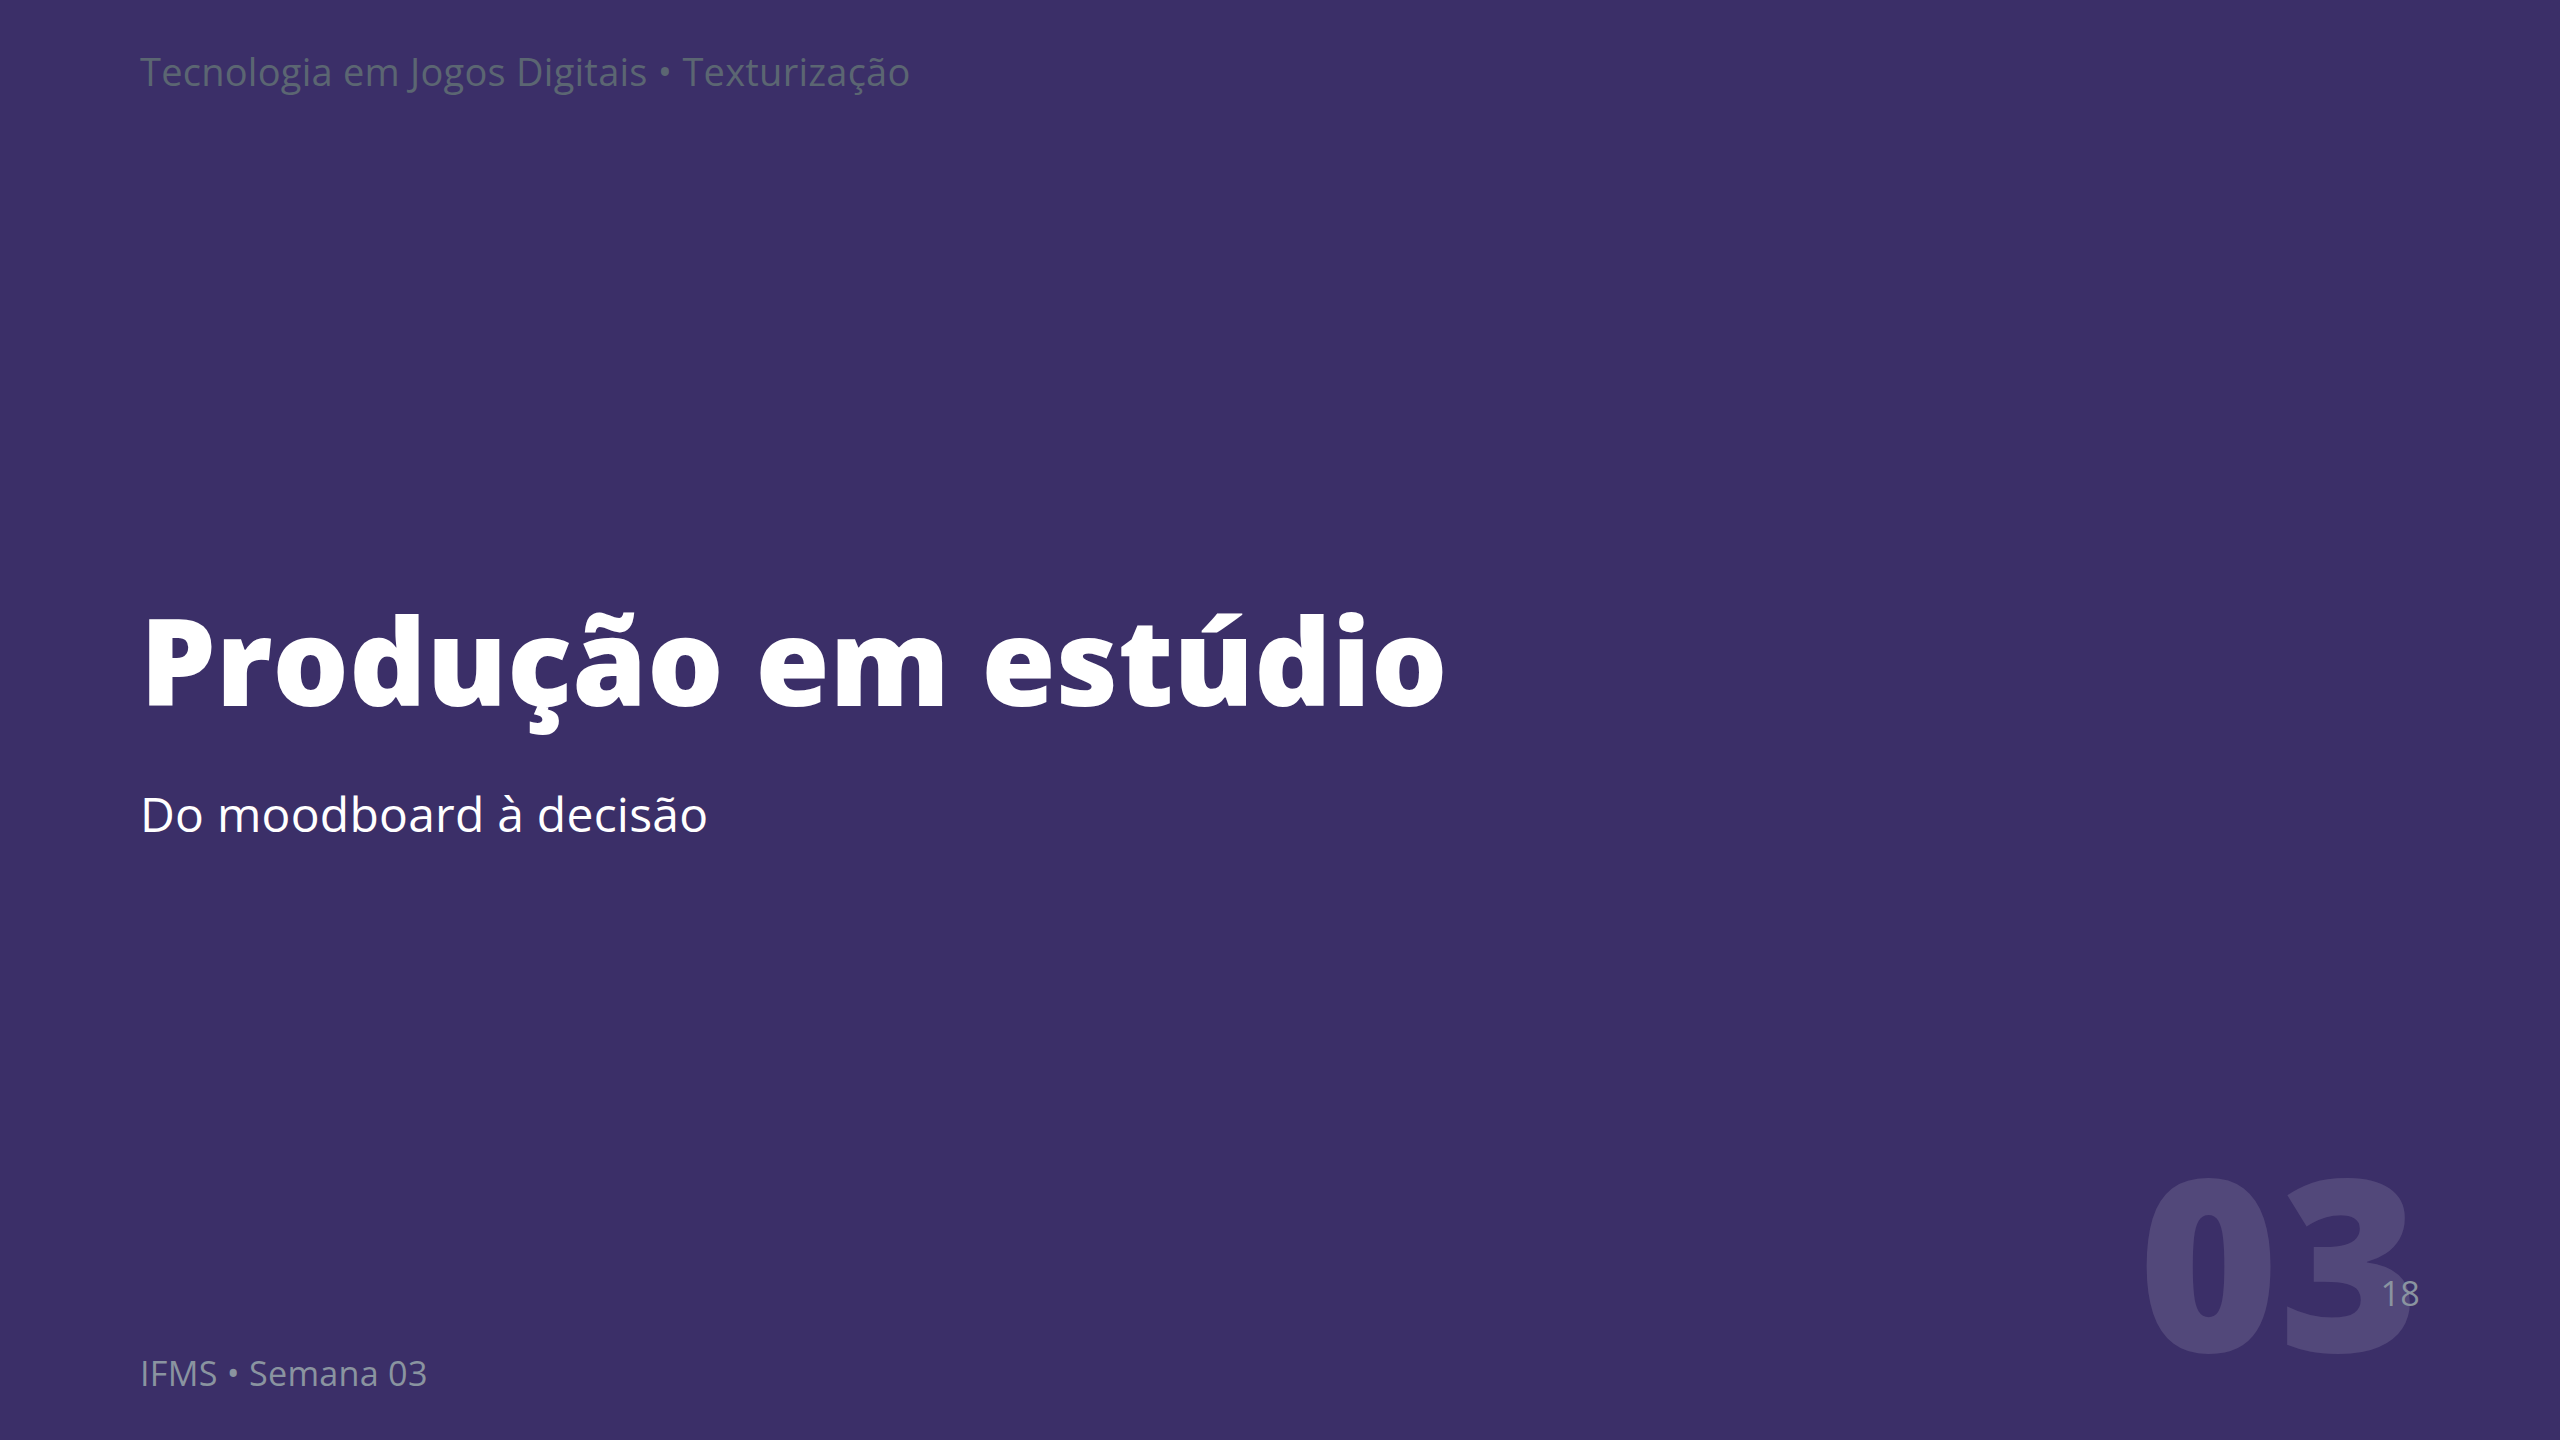 Tecnologia em Jogos Digitais • Texturização
Produção em estúdio
Do moodboard à decisão
03
18
IFMS • Semana 03